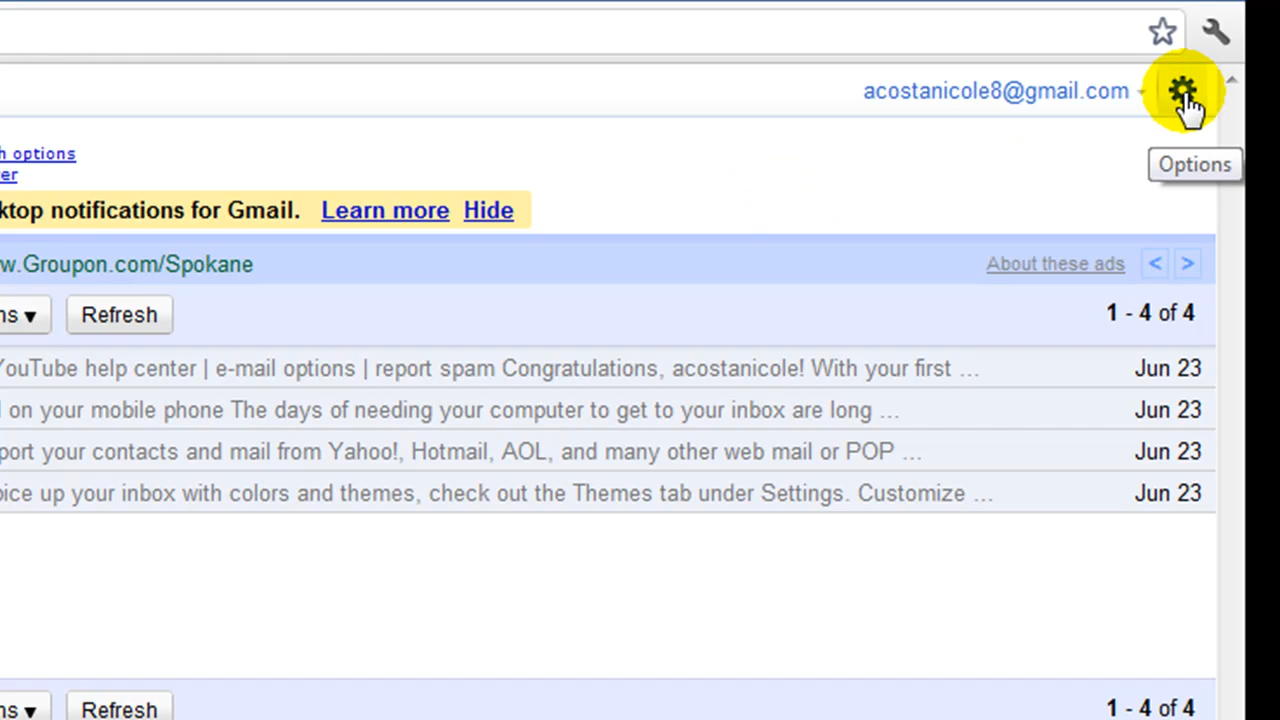 acostanicole8@gmail.com
Options
h options
er
ktop notifications for Gmail. Learn more Hide
w.Groupon.com/Spokane About these ads < >
ns ▼ Refresh 1 - 4 of 4
YouTube help center | e-mail options | report spam Congratulations, acostanicole! With your first ... Jun 23
l on your mobile phone The days of needing your computer to get to your inbox are long ... Jun 23
port your contacts and mail from Yahoo!, Hotmail, AOL, and many other web mail or POP ... Jun 23
pice up your inbox with colors and themes, check out the Themes tab under Settings. Customize ... Jun 23
ns ▼ Refresh 1 - 4 of 4